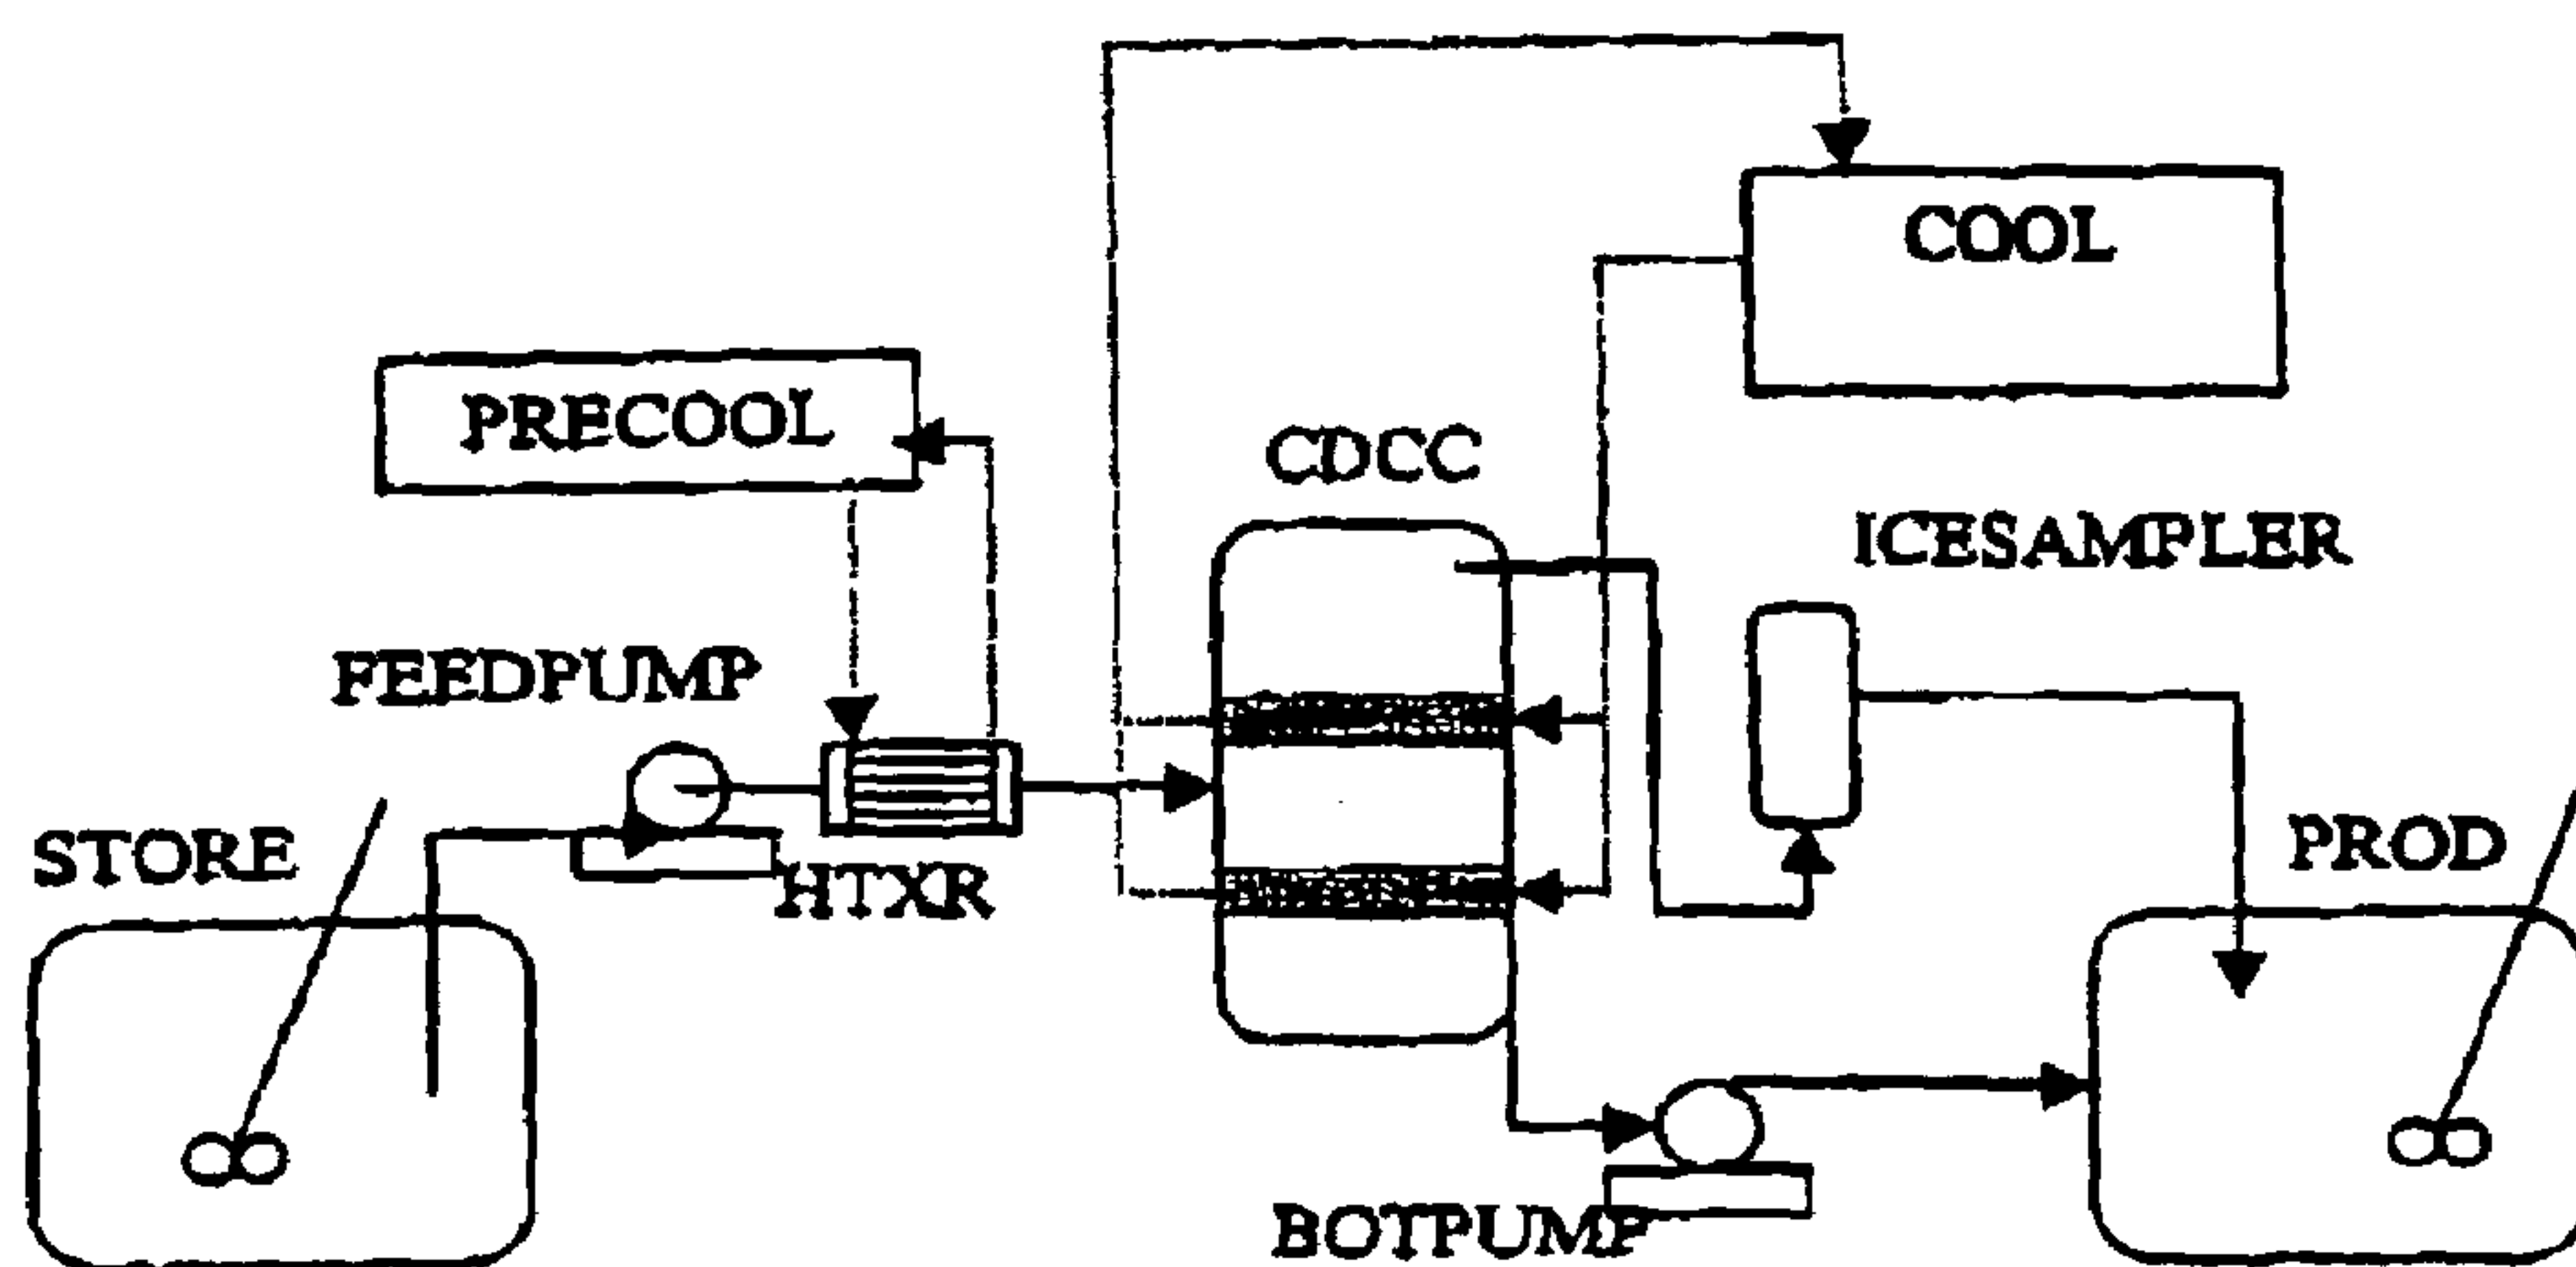 COOL
PRECOOL
CDCC
ICESAMPLER
FEEDPUMP
STORE
HTXR
PROD
BOTPUMP